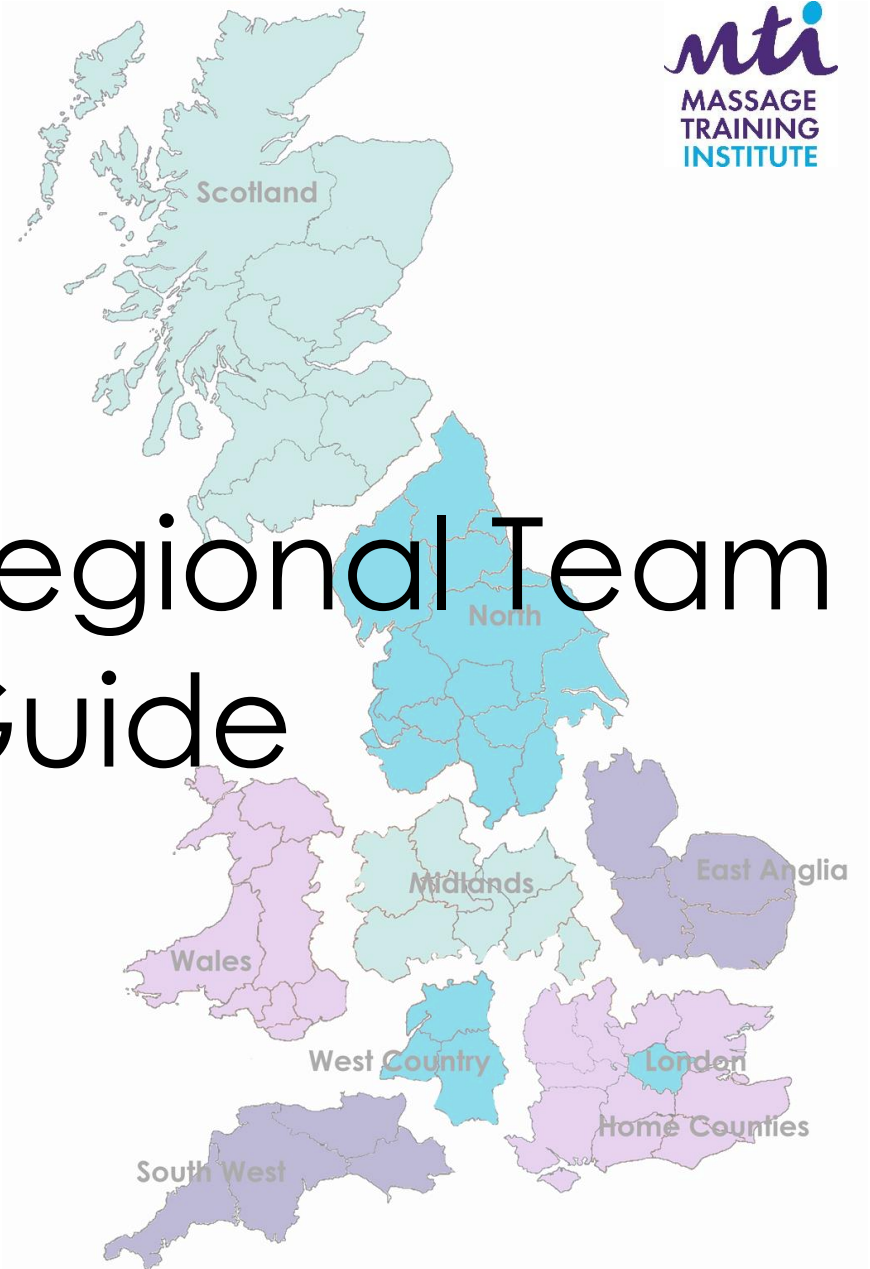 mti
MASSAGE
TRAINING
INSTITUTE
Scotland
egional Team
North
Guide
East Anglia
Midlands
Wales
West Country
London
Home Counties
South West